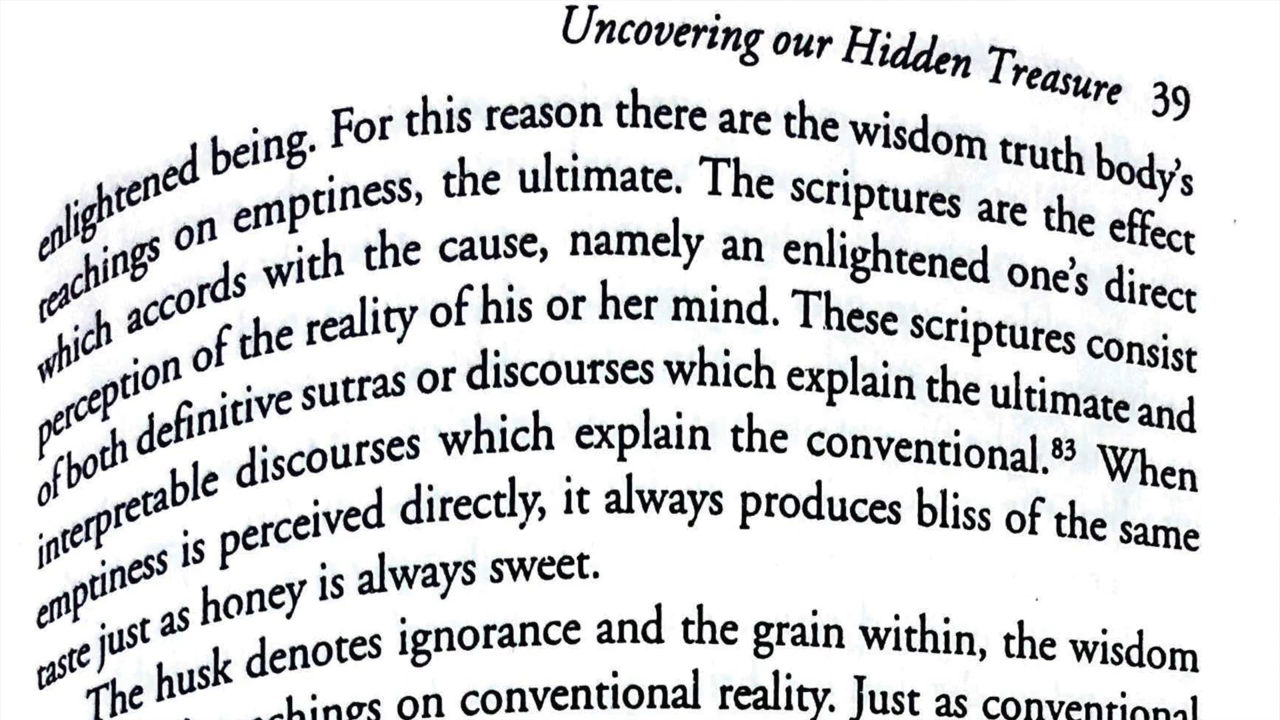 Uncovering our Hidden Treasure 39
enlightened being. For this reason there are the wisdom truth body's
teachings on emptiness, the ultimate. The scriptures are the effect
which accords with the cause, namely an enlightened one's direct
perception of the reality of his or her mind. These scriptures consist
of both definitive sutras or discourses which explain the ultimate and
interpretable discourses which explain the conventional.83 When
emptiness is perceived directly, it always produces bliss of the same
taste just as honey is always sweet.
The husk denotes ignorance and the grain within, the wisdom
on conventional reality. Just as conventional